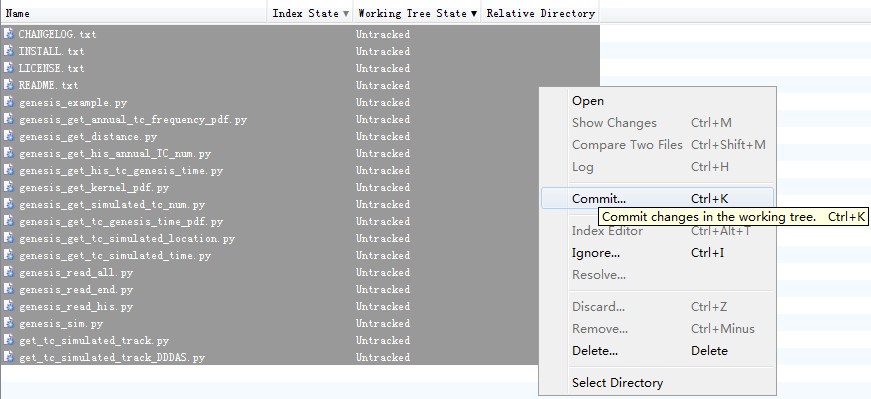 Name Index State Working Tree State Relative Directory
CHANGELOG.txt Untracked
INSTALL.txt Untracked
LICENSE.txt Untracked
README.txt Untracked
genesis_example.py Untracked
genesis_get_annual_tc_frequency_pdf.py Untracked
genesis_get_distance.py Untracked
genesis_get_his_annual_TC_num.py Untracked
genesis_get_his_tc_genesis_time.py Untracked
genesis_get_kernel_pdf.py Untracked
genesis_get_simulated_tc_num.py Untracked
genesis_get_tc_genesis_time_pdf.py Untracked
genesis_get_tc_simulated_location.py Untracked
genesis_get_tc_simulated_time.py Untracked
genesis_read_all.py Untracked
genesis_read_end.py Untracked
genesis_read_his.py Untracked
genesis_sim.py Untracked
get_tc_simulated_track.py Untracked
get_tc_simulated_track_DDDAS.py Untracked
Open
Show Changes Ctrl+M
Compare Two Files Ctrl+Shift+M
Log Ctrl+H
Commit... Ctrl+K
Commit changes in the working tree. Ctrl+K
Index Editor Ctrl+Alt+T
Ignore... Ctrl+I
Resolve...
Discard... Ctrl+Z
Remove... Ctrl+Minus
Delete... Delete
Select Directory